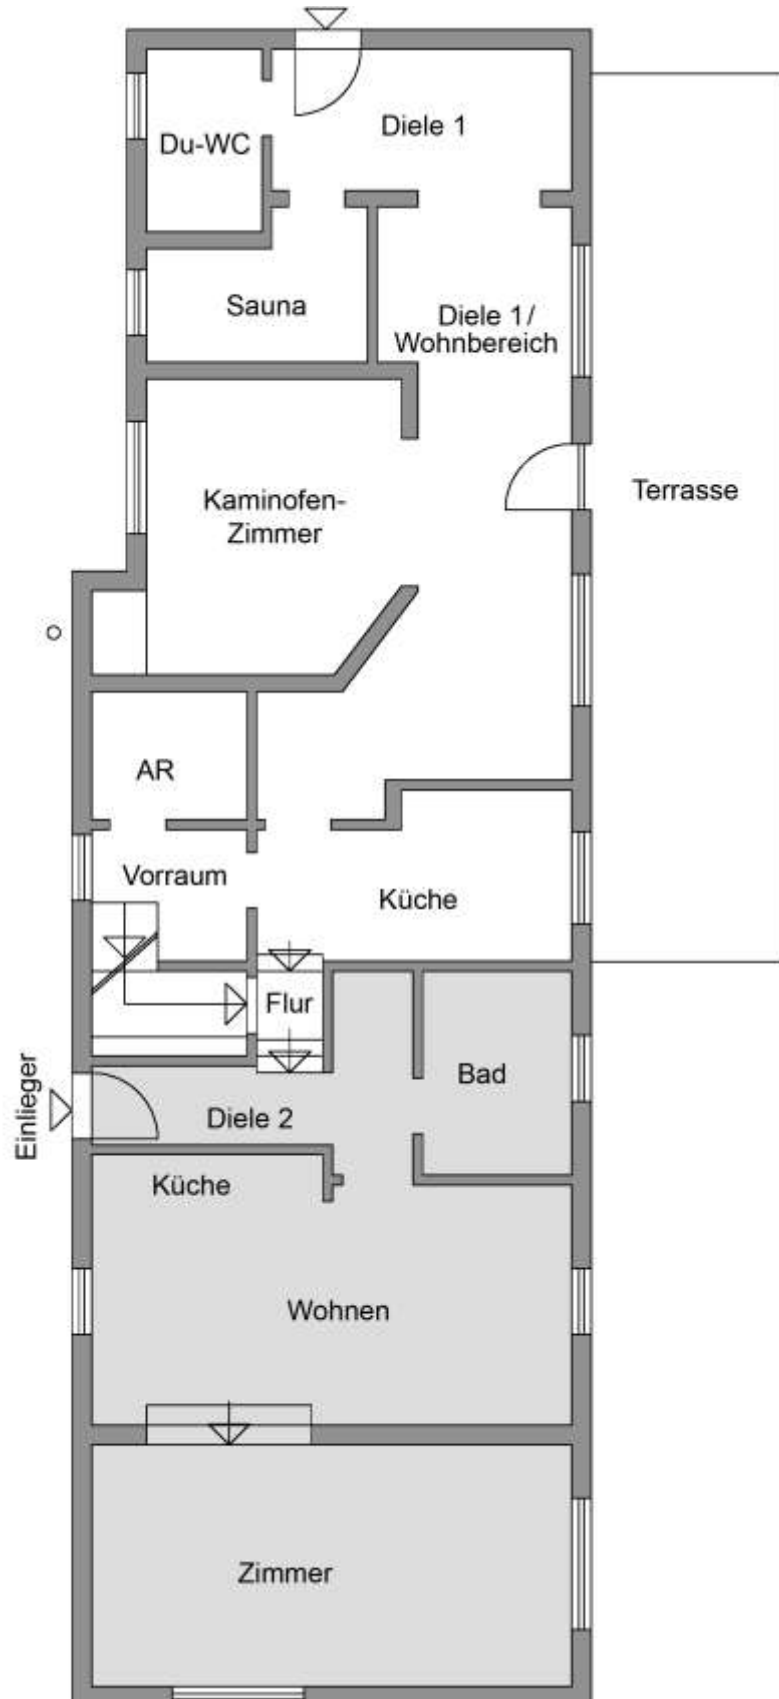 Diele 1
Du-WC
Sauna
Diele 1/
Wohnbereich
Terrasse
Kaminofen-
Zimmer
AR
Vorraum
Küche
Flur
Bad
Einlieger
Diele 2
Küche
Wohnen
Zimmer